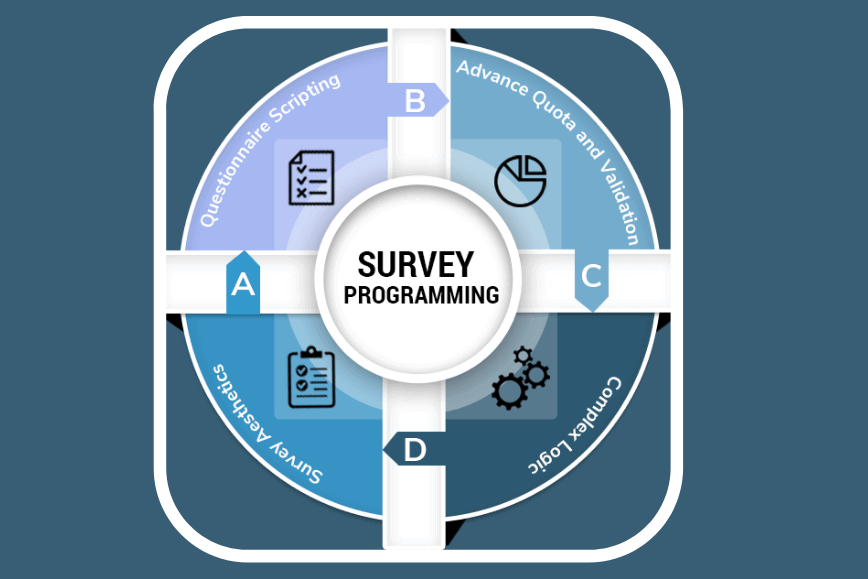 Questionnaire Scripting
B
Advance Quota and Validation
SURVEY
PROGRAMMING
A
C
Survey Aesthetics
D
Complex Logic